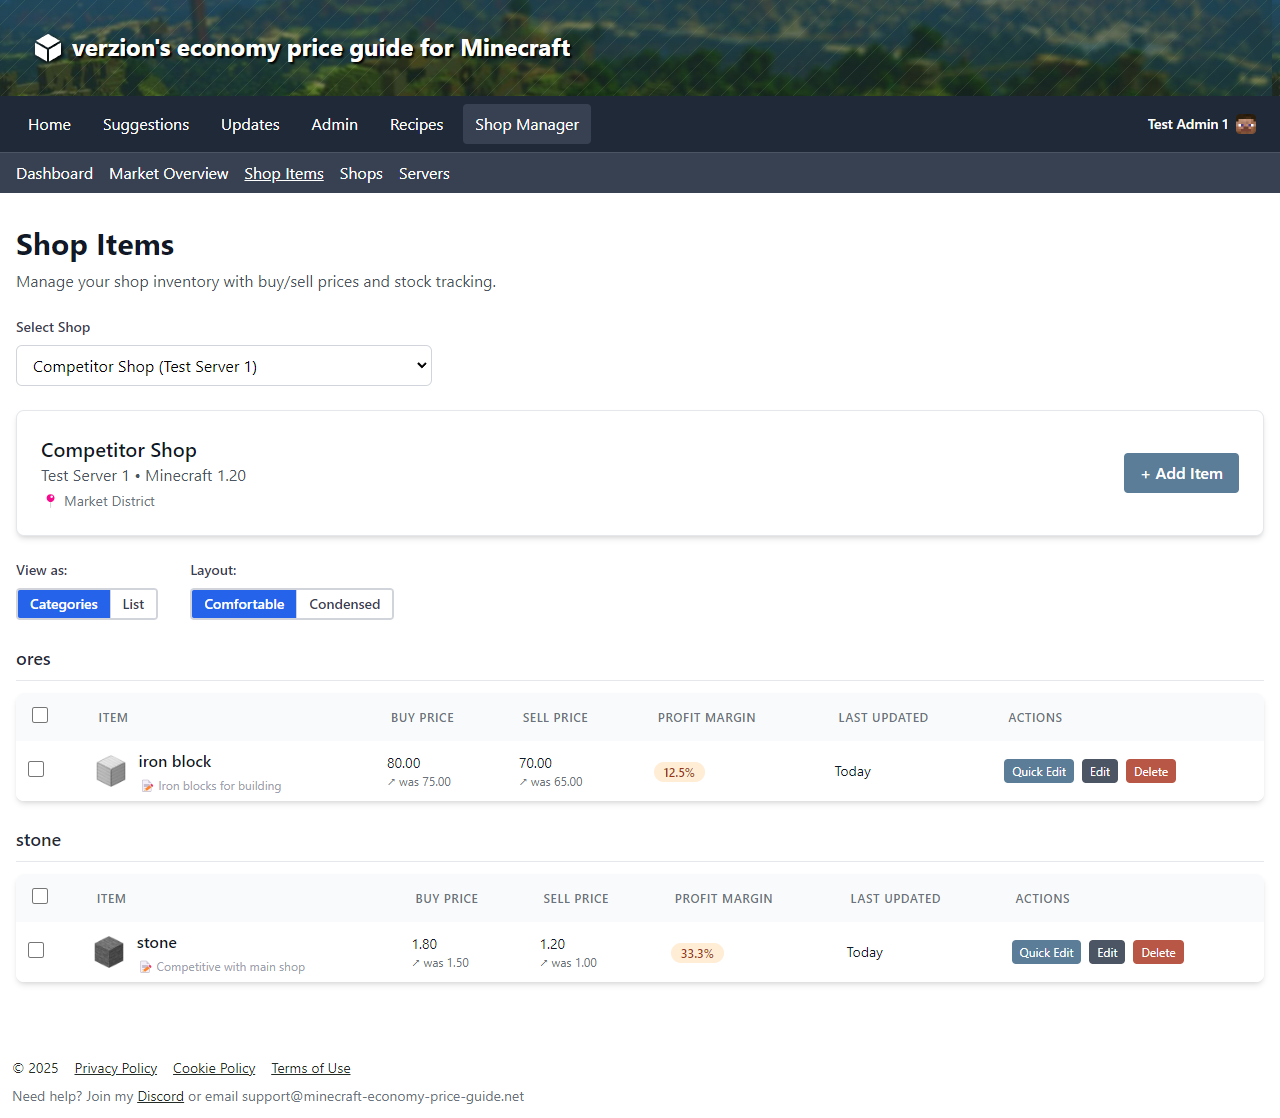 verzion's economy price guide for Minecraft
Home Suggestions Updates Admin Recipes Shop Manager Test Admin 1
Dashboard Market Overview Shop Items Shops Servers
Shop Items
Manage your shop inventory with buy/sell prices and stock tracking.
Select Shop
Competitor Shop (Test Server 1)
Competitor Shop
Test Server 1 • Minecraft 1.20
📍 Market District
+ Add Item
View as: Layout:
Categories List Comfortable Condensed
ores
ITEM BUY PRICE SELL PRICE PROFIT MARGIN LAST UPDATED ACTIONS
iron block 80.00 70.00 12.5% Today Quick Edit Edit Delete
📝 Iron blocks for building ↗ was 75.00 ↗ was 65.00
stone
ITEM BUY PRICE SELL PRICE PROFIT MARGIN LAST UPDATED ACTIONS
stone 1.80 1.20 33.3% Today Quick Edit Edit Delete
📝 Competitive with main shop ↗ was 1.50 ↗ was 1.00
© 2025 Privacy Policy Cookie Policy Terms of Use
Need help? Join my Discord or email support@minecraft-economy-price-guide.net